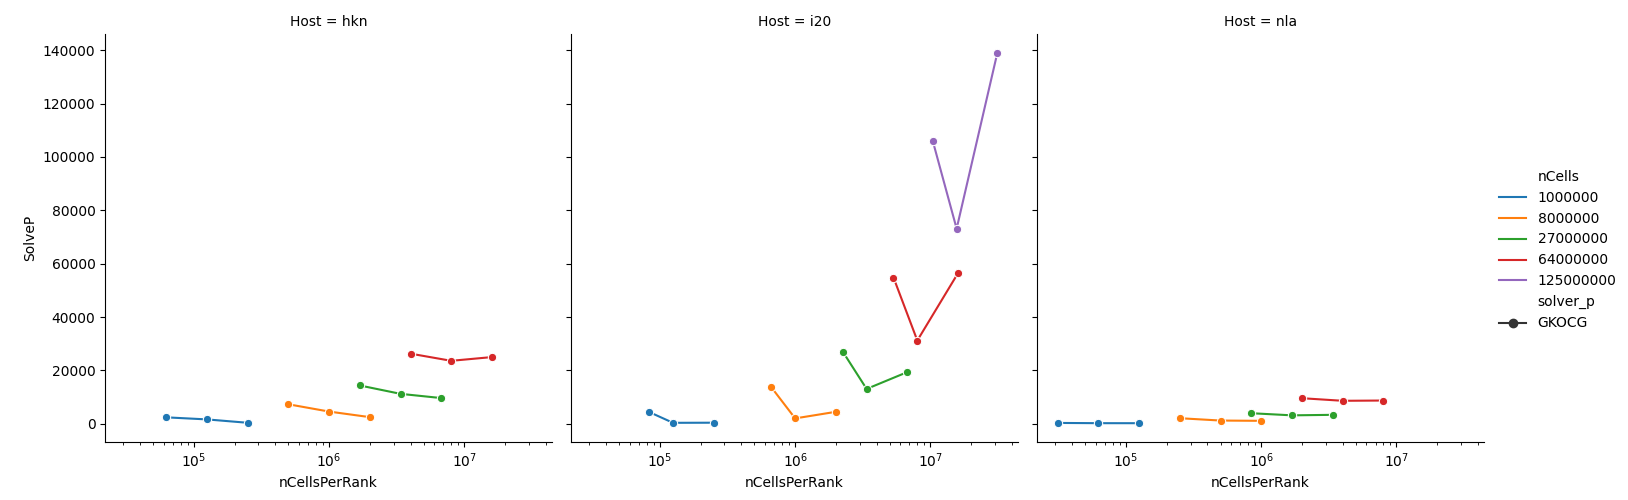 Host = hkn
Host = i20
Host = nla
140000
120000
100000
80000
60000
40000
20000
0
SolveP
10^5
10^6
10^7
nCellsPerRank
10^5
10^6
10^7
nCellsPerRank
10^5
10^6
10^7
nCellsPerRank
nCells
1000000
8000000
27000000
64000000
125000000
solver_p
GKOCG